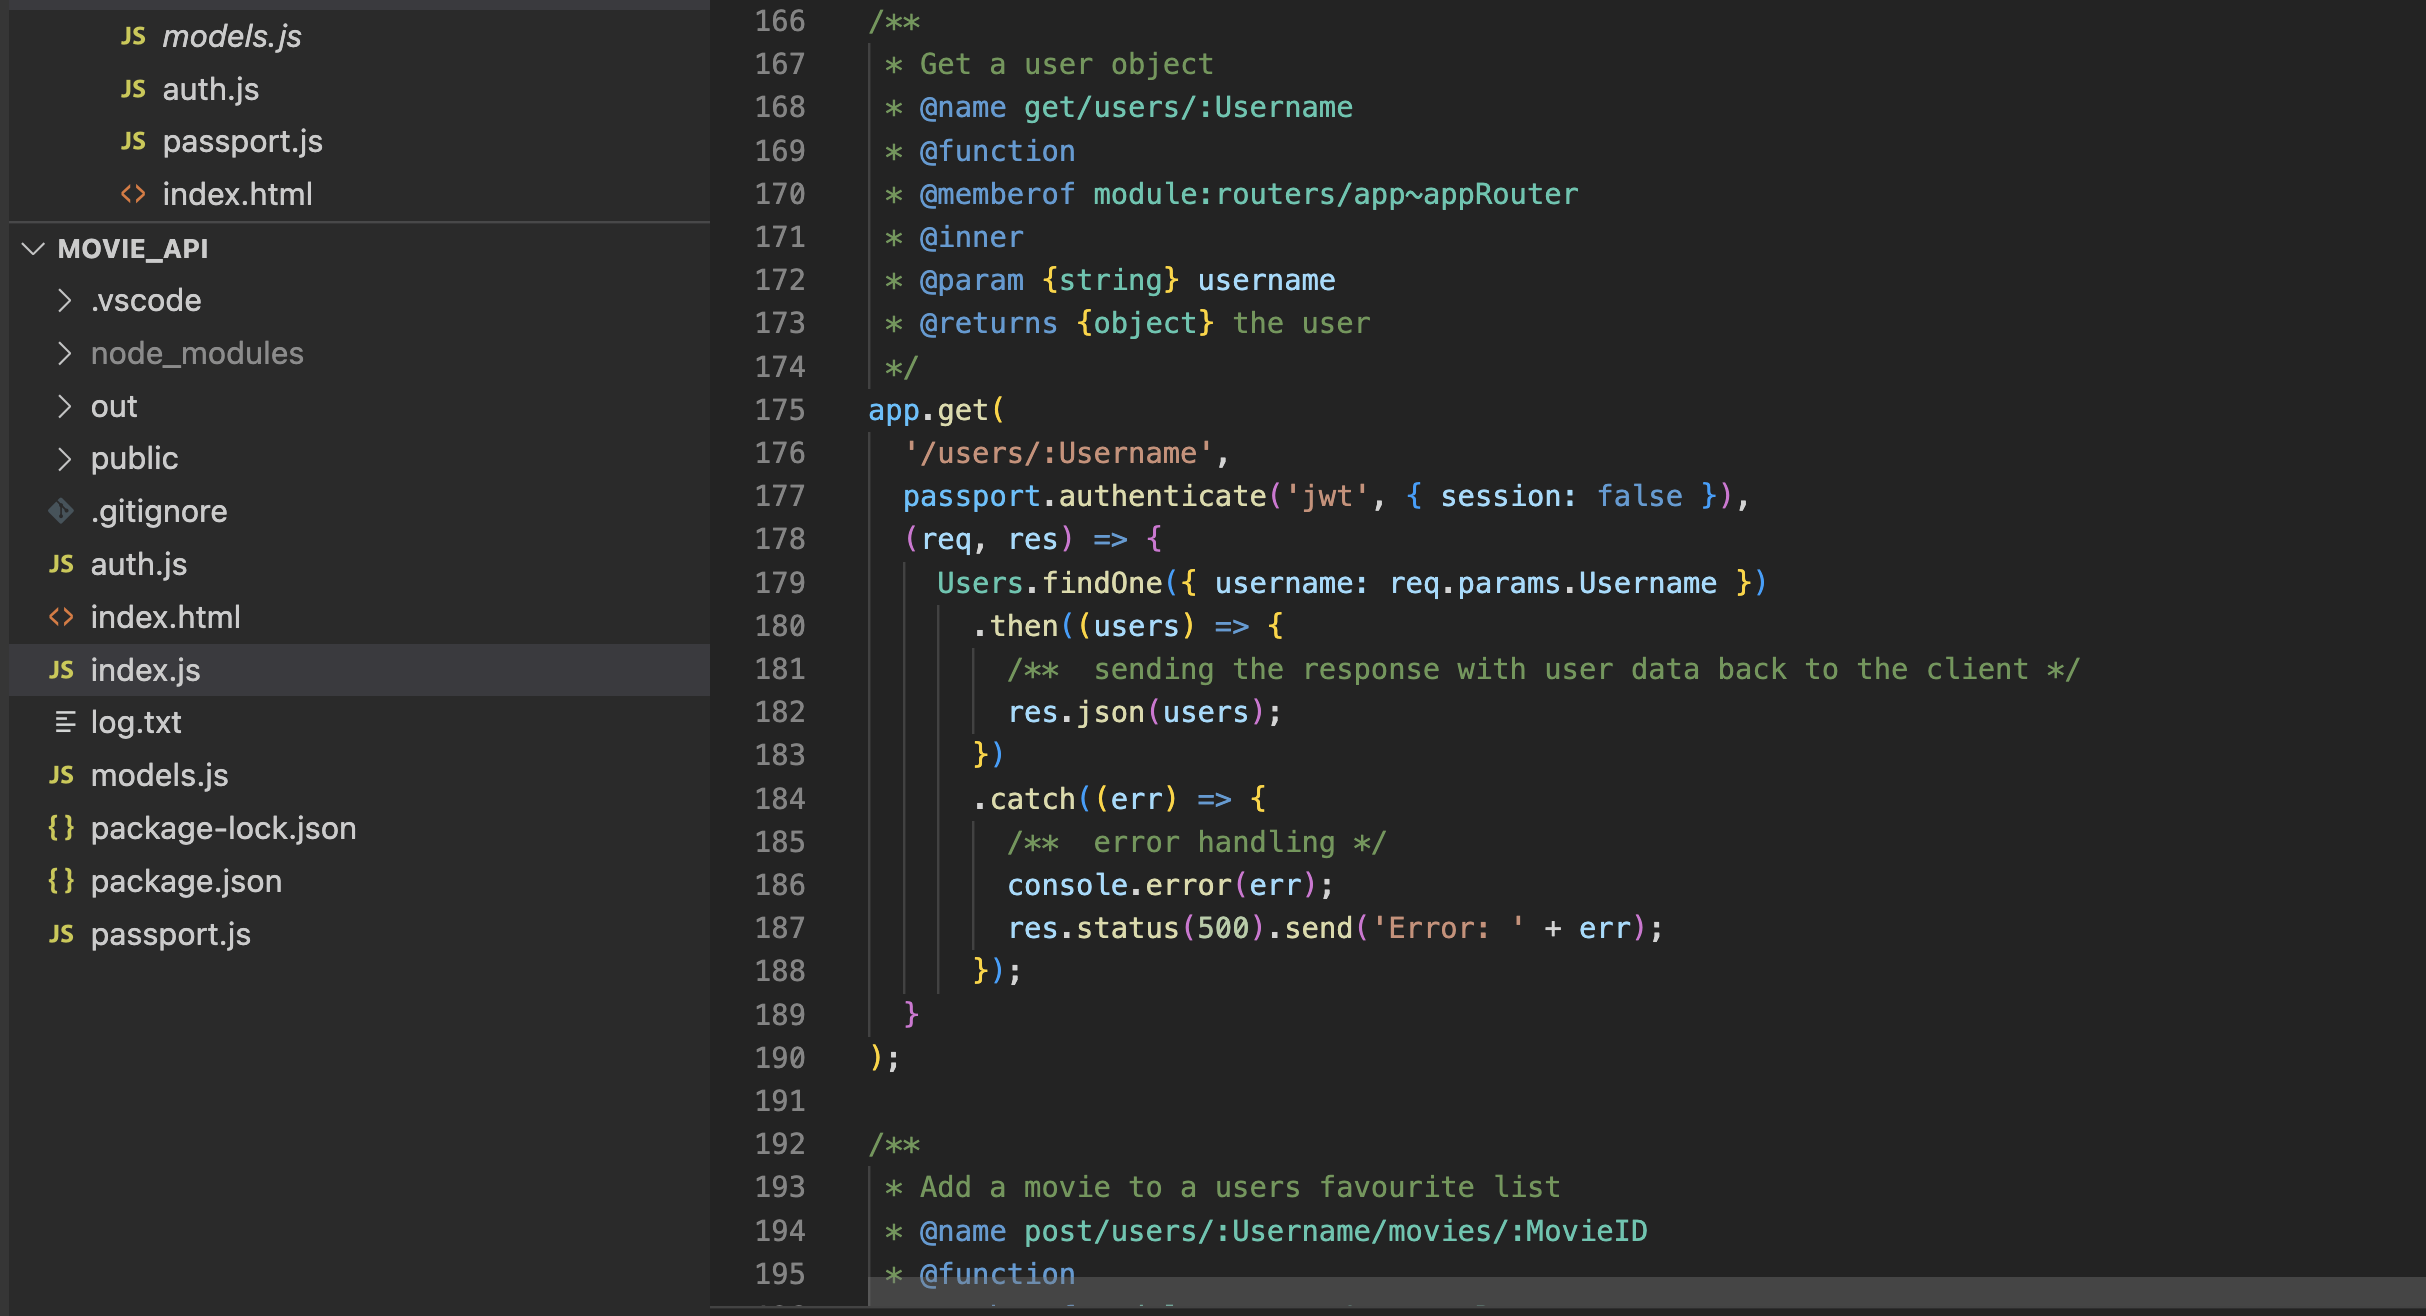 JS models.js
JS auth.js
JS passport.js
<> index.html
MOVIE_API
.vscode
node_modules
out
public
.gitignore
JS auth.js
<> index.html
JS index.js
log.txt
JS models.js
{} package-lock.json
{} package.json
JS passport.js
166 /**
167 * Get a user object
168 * @name get/users/:Username
169 * @function
170 * @memberof module:routers/app~appRouter
171 * @inner
172 * @param {string} username
173 * @returns {object} the user
174 */
175 app.get(
176 '/users/:Username',
177 passport.authenticate('jwt', { session: false }),
178 (req, res) => {
179 Users.findOne({ username: req.params.Username })
180 .then((users) => {
181 /**  sending the response with user data back to the client */
182 res.json(users);
183 })
184 .catch((err) => {
185 /**  error handling */
186 console.error(err);
187 res.status(500).send('Error: ' + err);
188 });
189 }
190 );
191
192 /**
193 * Add a movie to a users favourite list
194 * @name post/users/:Username/movies/:MovieID
195 * @function